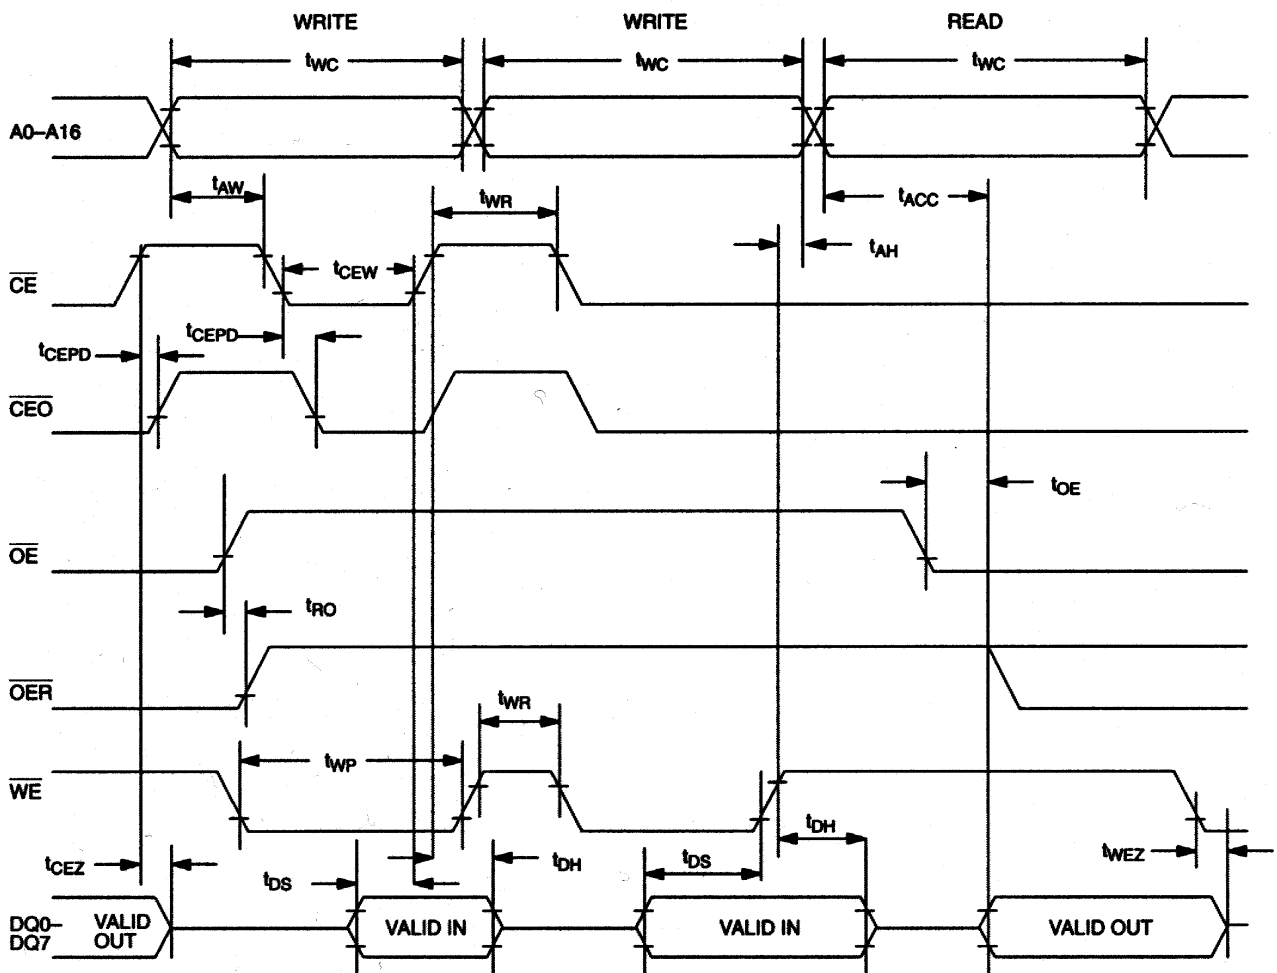 WRITE WRITE READ
tWC tWC tWC
A0–A16
tAW tWR tACC
tAH
CE
tCEW
tCEPD
tCEPD
CEO
tOE
OE
tRO
OER
tWR
tWP
WE
tDH
tCEZ tDS tDH tDS tWEZ
DQ0–
DQ7
VALID
OUT
VALID IN VALID IN VALID OUT